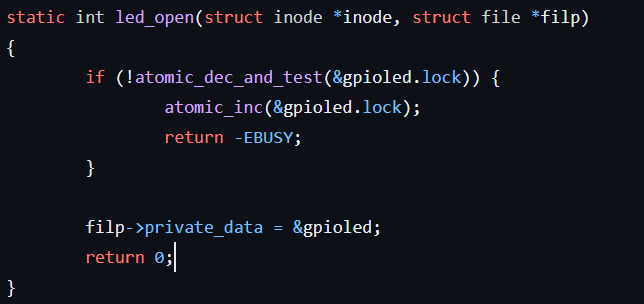 static int led_open(struct inode *inode, struct file *filp)
{
        if (!atomic_dec_and_test(&gpioled.lock)) {
                atomic_inc(&gpioled.lock);
                return -EBUSY;
        }

        filp->private_data = &gpioled;
        return 0;
}